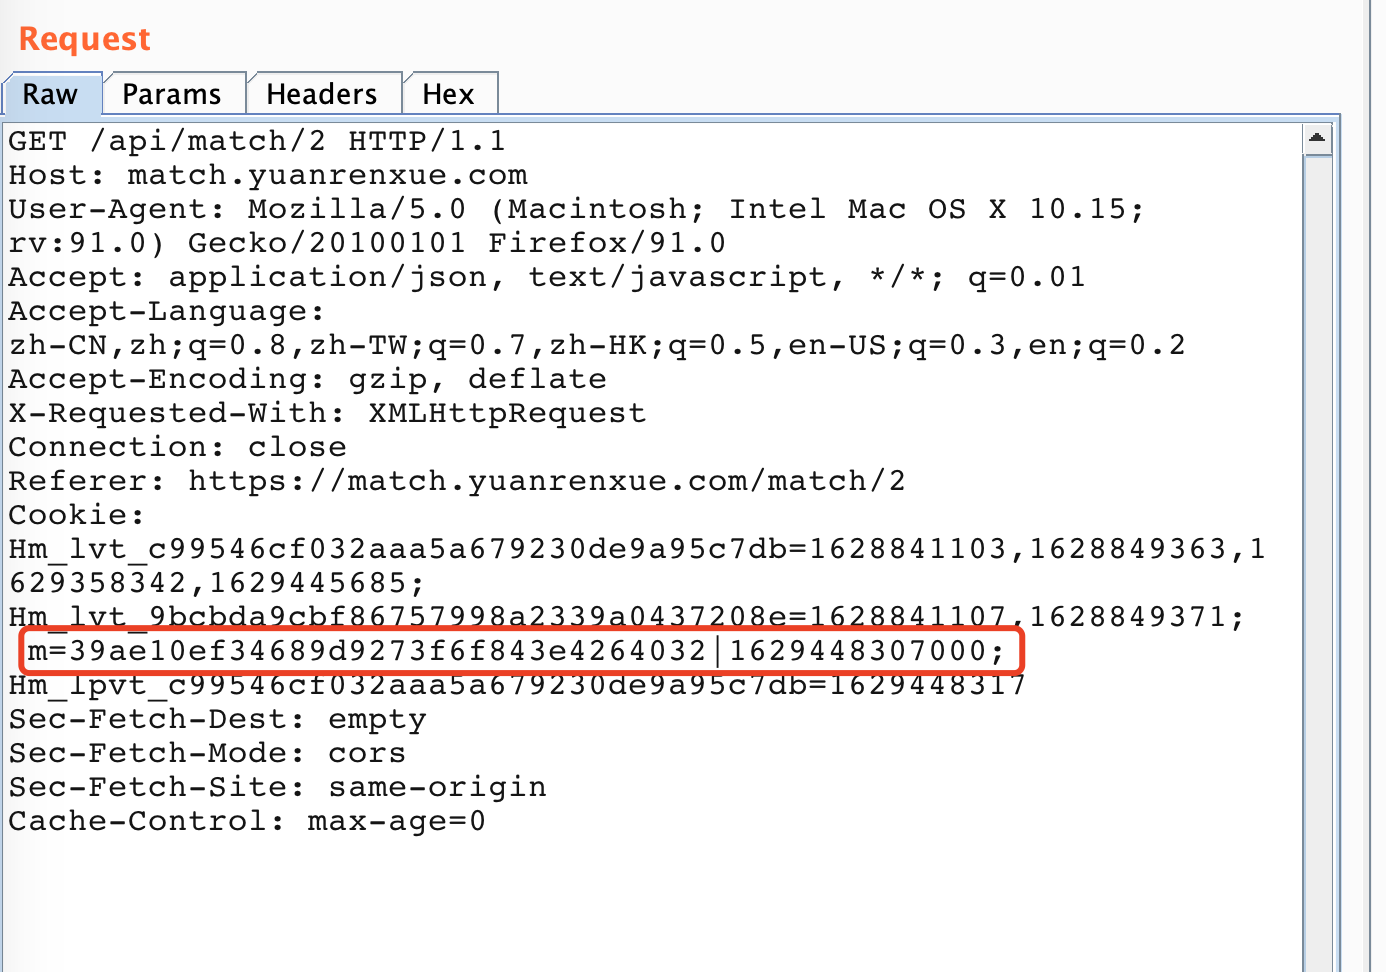 Request
Raw Params Headers Hex
GET /api/match/2 HTTP/1.1
Host: match.yuanrenxue.com
User-Agent: Mozilla/5.0 (Macintosh; Intel Mac OS X 10.15;
rv:91.0) Gecko/20100101 Firefox/91.0
Accept: application/json, text/javascript, */*; q=0.01
Accept-Language:
zh-CN,zh;q=0.8,zh-TW;q=0.7,zh-HK;q=0.5,en-US;q=0.3,en;q=0.2
Accept-Encoding: gzip, deflate
X-Requested-With: XMLHttpRequest
Connection: close
Referer: https://match.yuanrenxue.com/match/2
Cookie:
Hm_lvt_c99546cf032aaa5a679230de9a95c7db=1628841103,1628849363,1
629358342,1629445685;
Hm_lvt_9bcbda9cbf86757998a2339a0437208e=1628841107,1628849371;
m=39ae10ef34689d9273f6f843e4264032|1629448307000;
Hm_lpvt_c99546cf032aaa5a679230de9a95c7db=1629448317
Sec-Fetch-Dest: empty
Sec-Fetch-Mode: cors
Sec-Fetch-Site: same-origin
Cache-Control: max-age=0